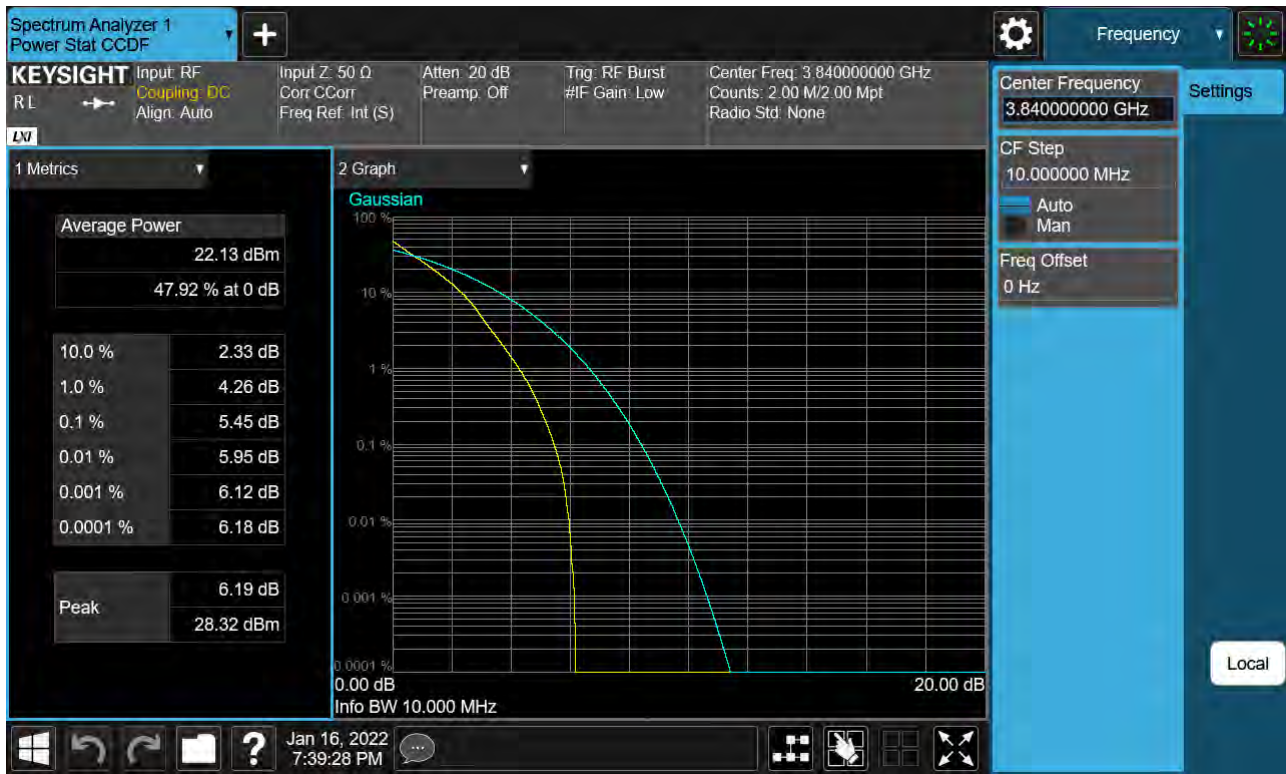 Spectrum Analyzer 1
Power Stat CCDF
Frequency
KEYSIGHT
RL
LXI
Input: RF
Coupling: DC
Align: Auto
Input Z: 50 Ω
Corr CCorr
Freq Ref: Int (S)
Atten: 20 dB
Preamp: Off
Trig: RF Burst
#IF Gain: Low
Center Freq: 3.840000000 GHz
Counts: 2.00 M/2.00 Mpt
Radio Std: None
Center Frequency
3.840000000 GHz
Settings
CF Step
10.000000 MHz
Auto
Man
Freq Offset
0 Hz
Local
1 Metrics
Average Power
22.13 dBm
47.92 % at 0 dB
10.0 % 2.33 dB
1.0 % 4.26 dB
0.1 % 5.45 dB
0.01 % 5.95 dB
0.001 % 6.12 dB
0.0001 % 6.18 dB
Peak
6.19 dB
28.32 dBm
2 Graph
Gaussian
100 %
10 %
1 %
0.1 %
0.01 %
0.001 %
0.0001 %
0.00 dB 20.00 dB
Info BW 10.000 MHz
?
Jan 16, 2022
7:39:28 PM